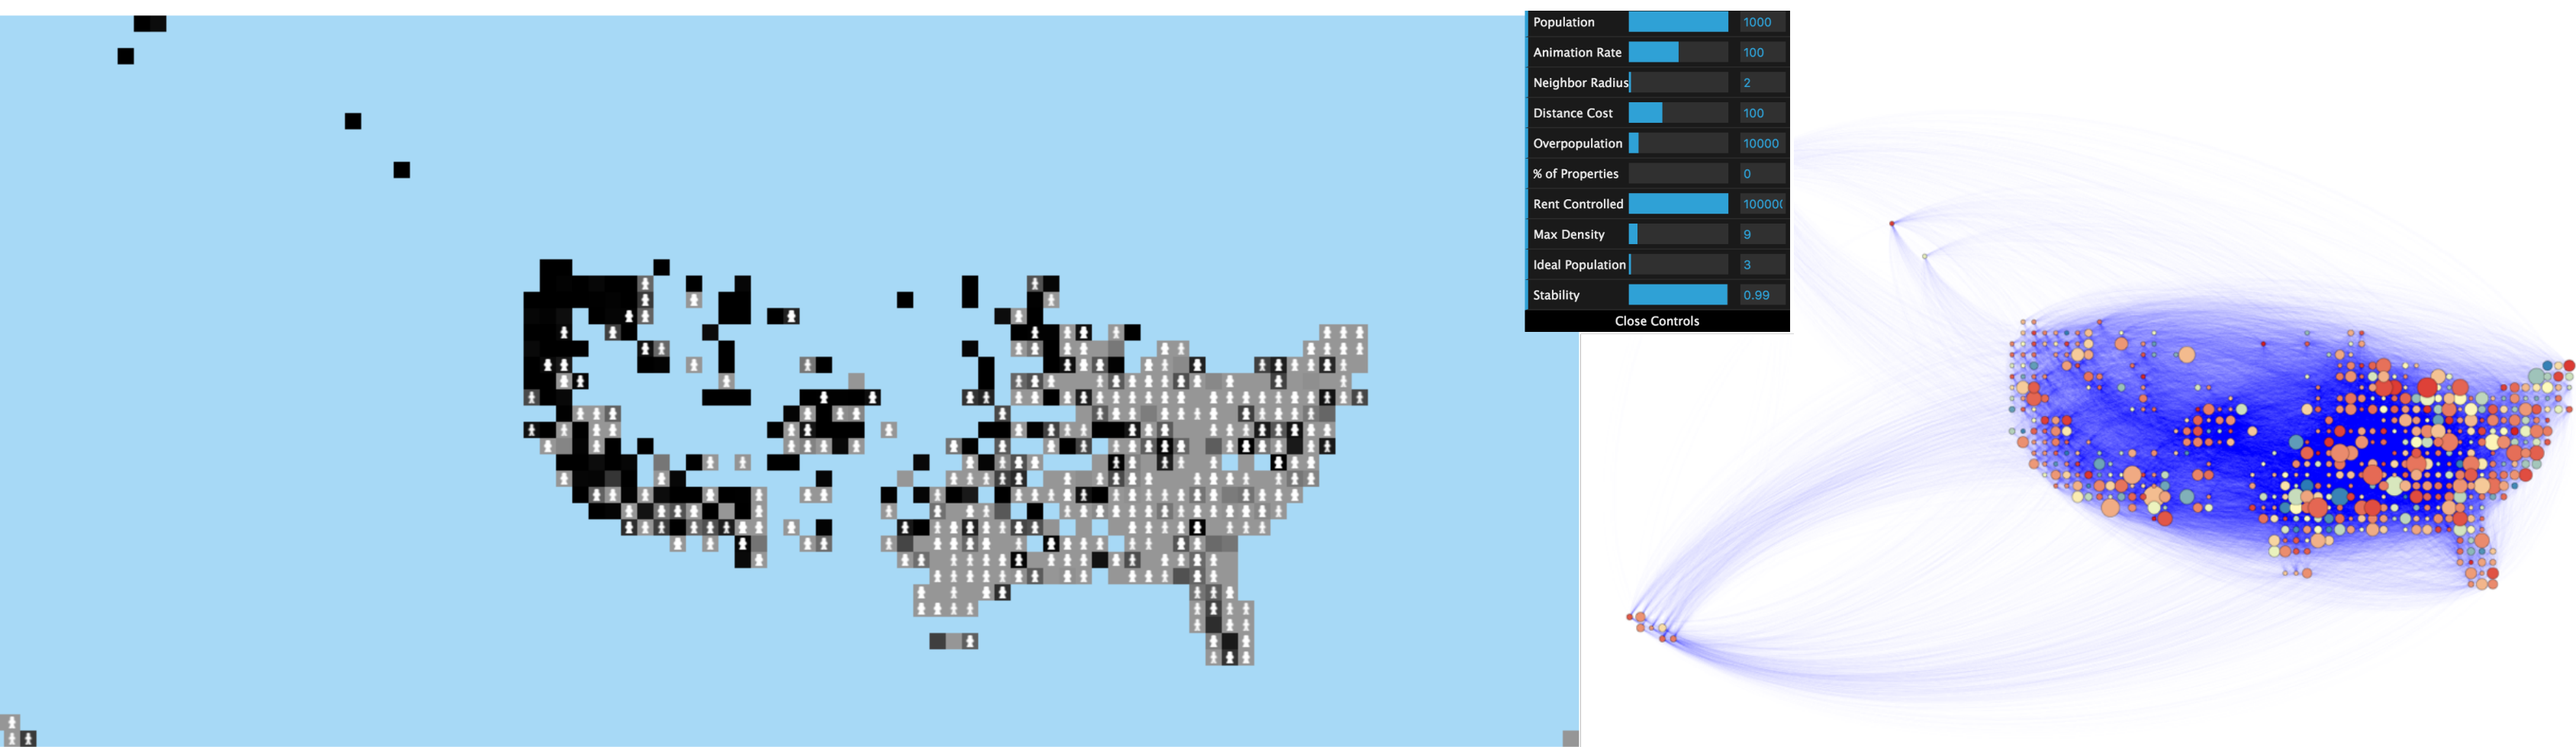 Population 1000
Animation Rate 100
Neighbor Radius 2
Distance Cost 100
Overpopulation 10000
% of Properties 0
Rent Controlled 10000
Max Density 9
Ideal Population 3
Stability 0.99
Close Controls